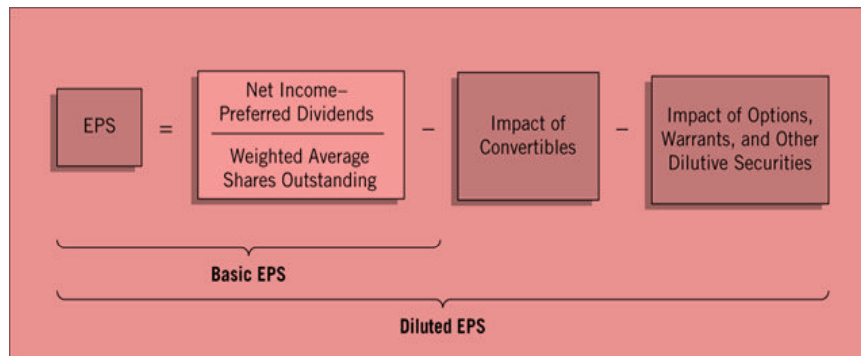 EPS
=
Net Income–
Preferred Dividends
Weighted Average
Shares Outstanding
–
Impact of
Convertibles
–
Impact of Options,
Warrants, and Other
Dilutive Securities
Basic EPS
Diluted EPS